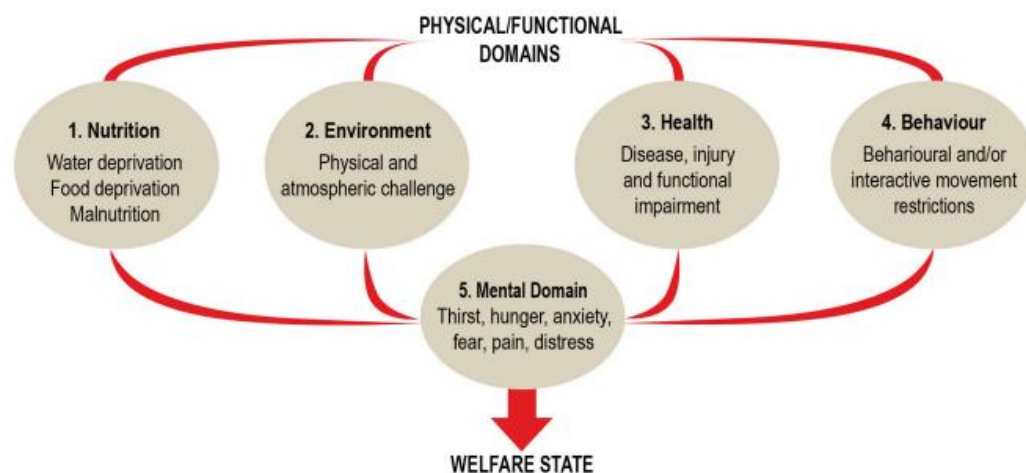 PHYSICAL/FUNCTIONAL
DOMAINS
1. Nutrition
Water deprivation
Food deprivation
Malnutrition
2. Environment
Physical and
atmospheric challenge
3. Health
Disease, injury
and functional
impairment
4. Behaviour
Beharioural and/or
interactive movement
restrictions
5. Mental Domain
Thirst, hunger, anxiety,
fear, pain, distress
WELFARE STATE